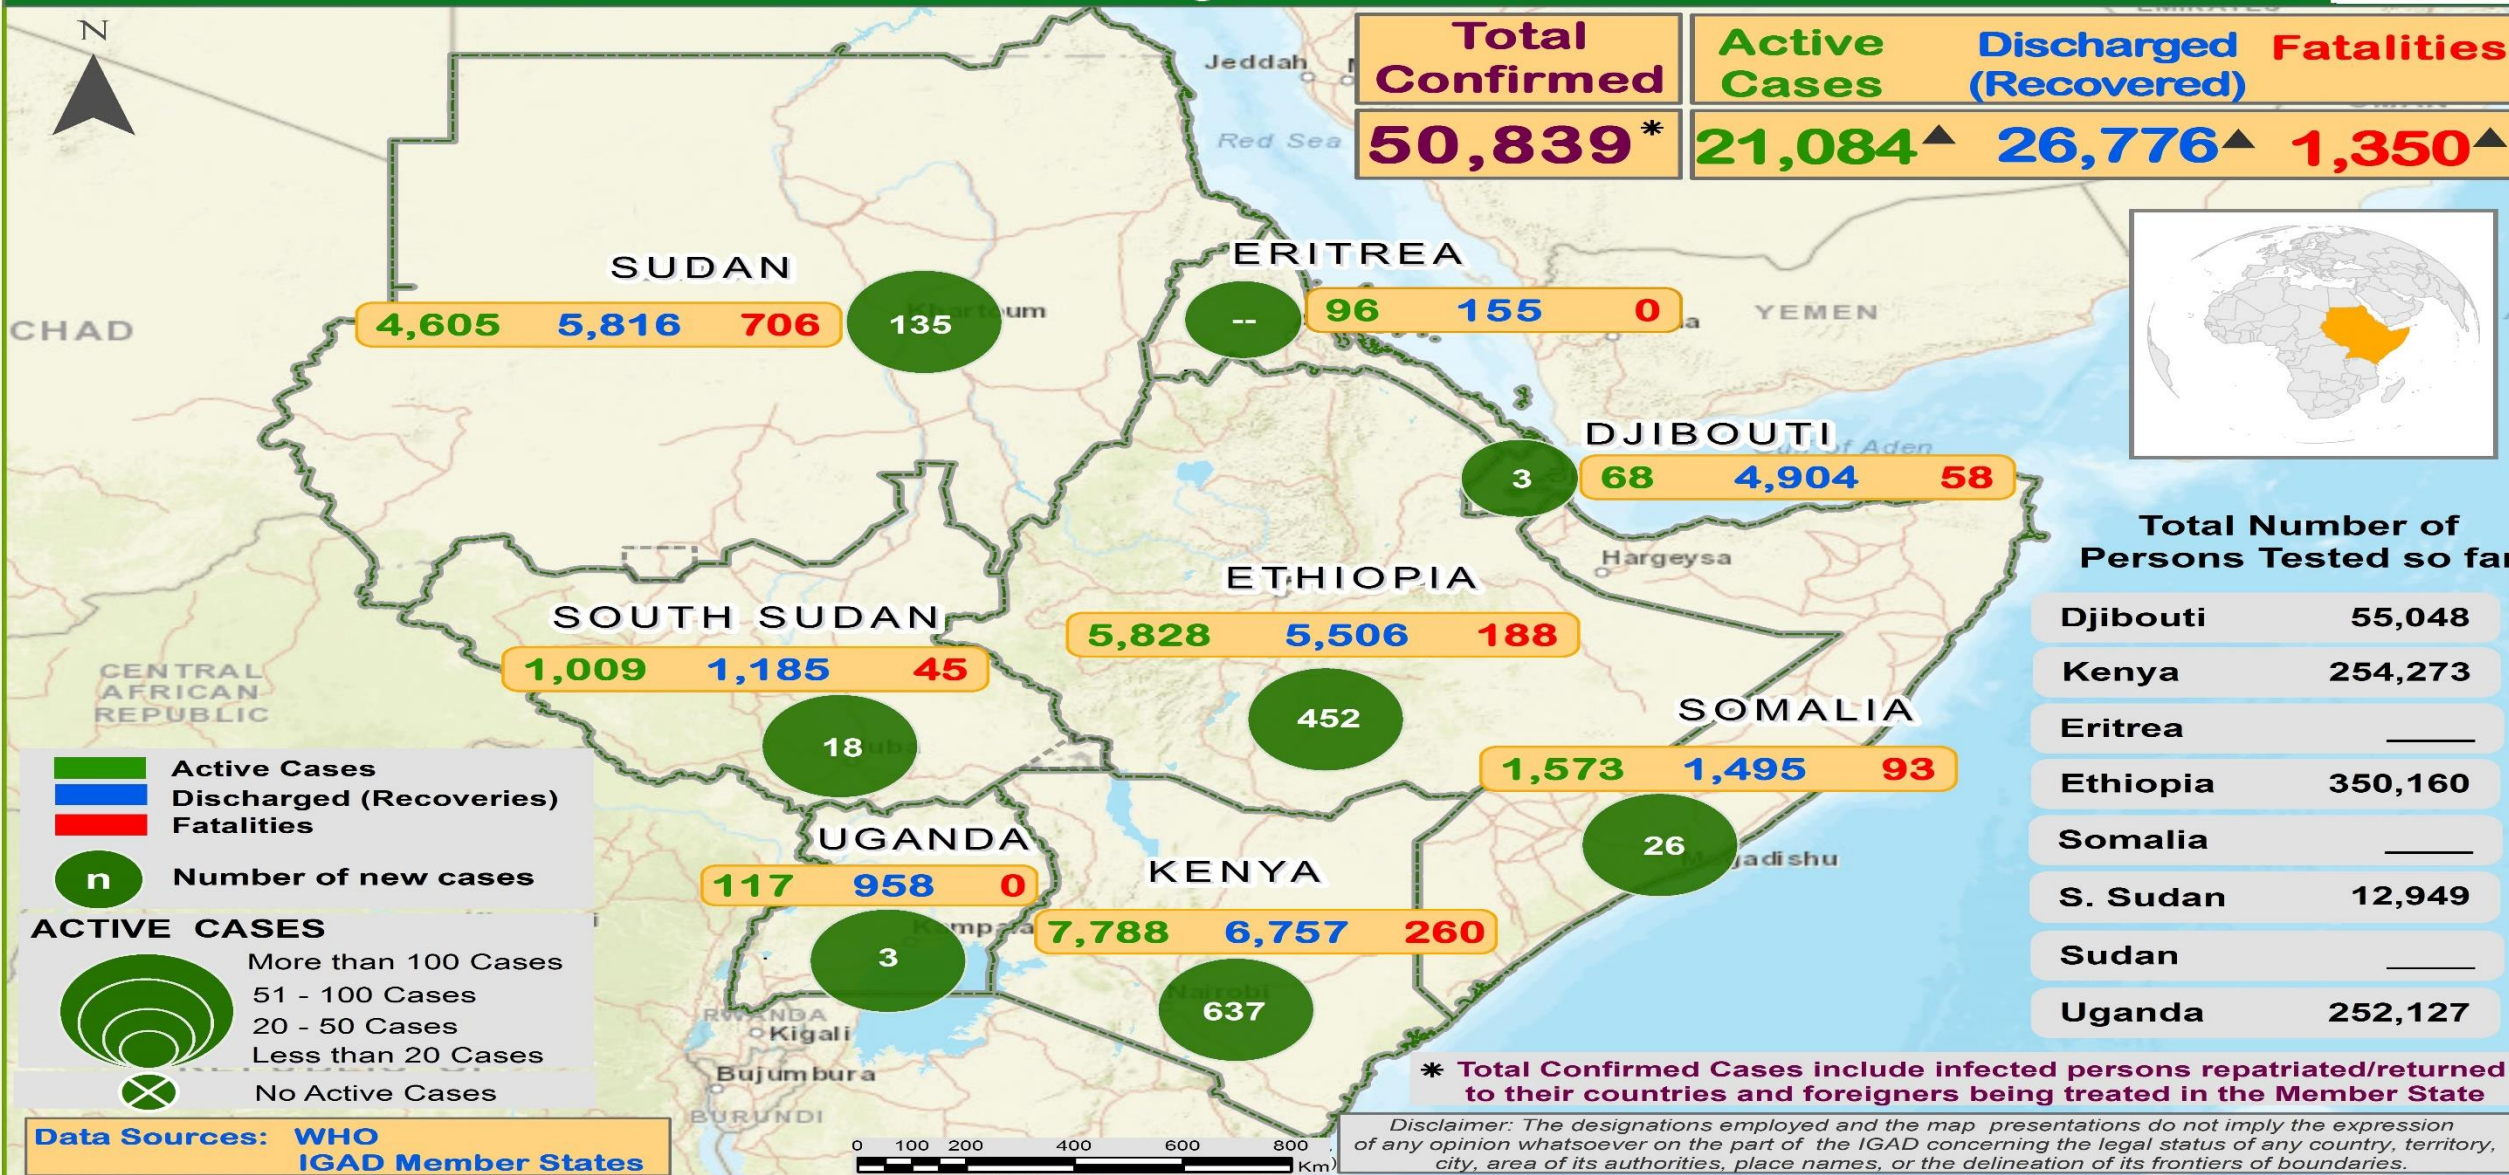 N
Total
Confirmed
Active
Cases
Discharged
(Recovered)
Fatalities
50,839*
21,084▲ 26,776▲ 1,350▲
Jeddah
Red Sea
SUDAN
4,605 5,816 706
135
ERITREA
--
96 155 0
CHAD
YEMEN
DJIBOUTI
of Aden
3
68 4,904 58
Hargeysa
ETHIOPIA
5,828 5,506 188
452
SOUTH SUDAN
1,009 1,185 45
18
CENTRAL
AFRICAN
REPUBLIC
SOMALIA
1,573 1,495 93
26
UGANDA
117 958 0
3
KENYA
7,788 6,757 260
Nairobi
637
RWANDA
Kigali
Bujumbura
BURUNDI
Total Number of
Persons Tested so far
Djibouti 55,048
Kenya 254,273
Eritrea _____
Ethiopia 350,160
Somalia _____
S. Sudan 12,949
Sudan _____
Uganda 252,127
Active Cases
Discharged (Recoveries)
Fatalities
n Number of new cases
ACTIVE CASES
More than 100 Cases
51 - 100 Cases
20 - 50 Cases
Less than 20 Cases
No Active Cases
Data Sources: WHO
IGAD Member States
0 100 200 400 600 800
Km)
* Total Confirmed Cases include infected persons repatriated/returned
to their countries and foreigners being treated in the Member State
Disclaimer: The designations employed and the map presentations do not imply the expression
of any opinion whatsoever on the part of the IGAD concerning the legal status of any country, territory,
city, area of its authorities, place names, or the delineation of its frontiers of boundaries.